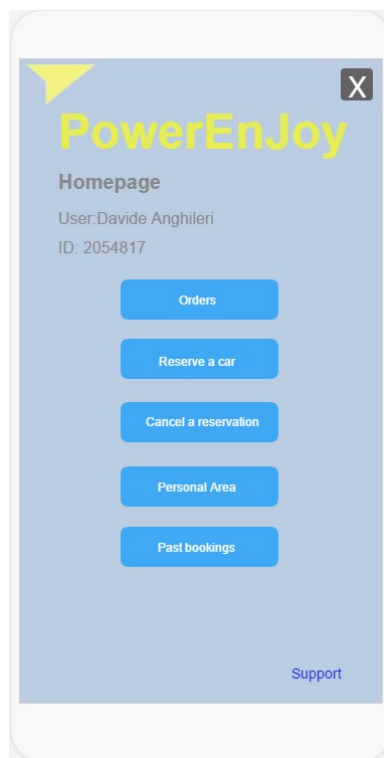 X
PowerEnJoy
Homepage
User:Davide Anghileri
ID: 2054817
Orders
Reserve a car
Cancel a reservation
Personal Area
Past bookings
Support